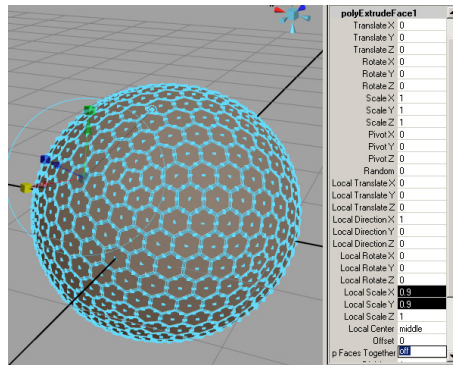 polyExtrudeFace1
Translate X 0
Translate Y 0
Translate Z 0
Rotate X 0
Rotate Y 0
Rotate Z 0
Scale X 1
Scale Y 1
Scale Z 1
Pivot X 0
Pivot Y 0
Pivot Z 0
Random 0
Local Translate X 0
Local Translate Y 0
Local Translate Z 0
Local Direction X 1
Local Direction Y 0
Local Direction Z 0
Local Rotate X 0
Local Rotate Y 0
Local Rotate Z 0
Local Scale X 0.9
Local Scale Y 0.9
Local Scale Z 1
Local Center middle
Offset 0
p Faces Together off